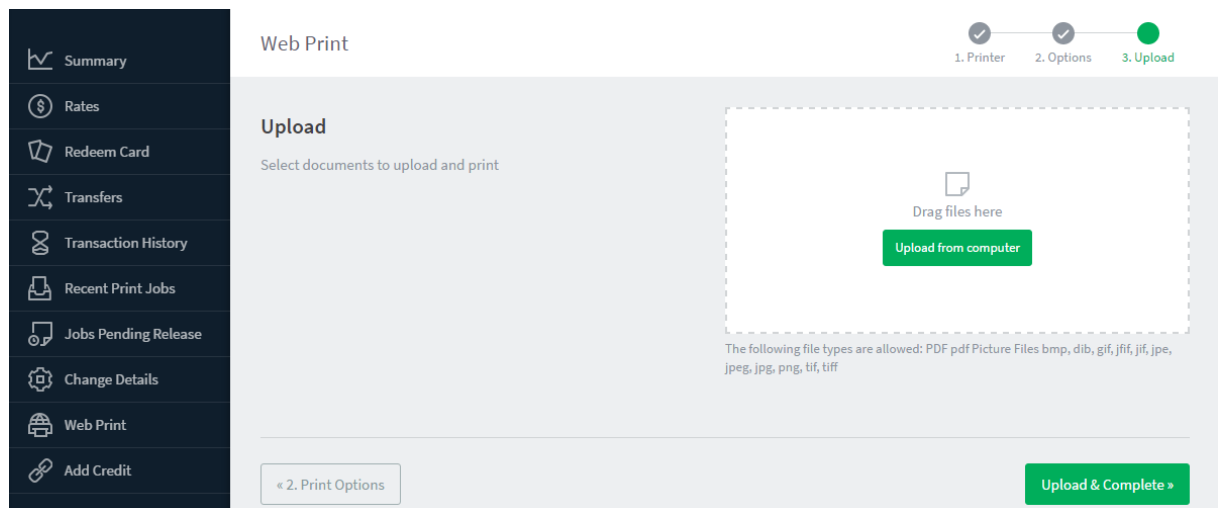 Summary
Rates
Redeem Card
Transfers
Transaction History
Recent Print Jobs
Jobs Pending Release
Change Details
Web Print
Add Credit
Web Print
1. Printer
2. Options
3. Upload
Upload
Select documents to upload and print
Drag files here
Upload from computer
The following file types are allowed: PDF pdf Picture Files bmp, dib, gif, jfif, jif, jpe,
jpeg, jpg, png, tif, tiff
« 2. Print Options
Upload & Complete »